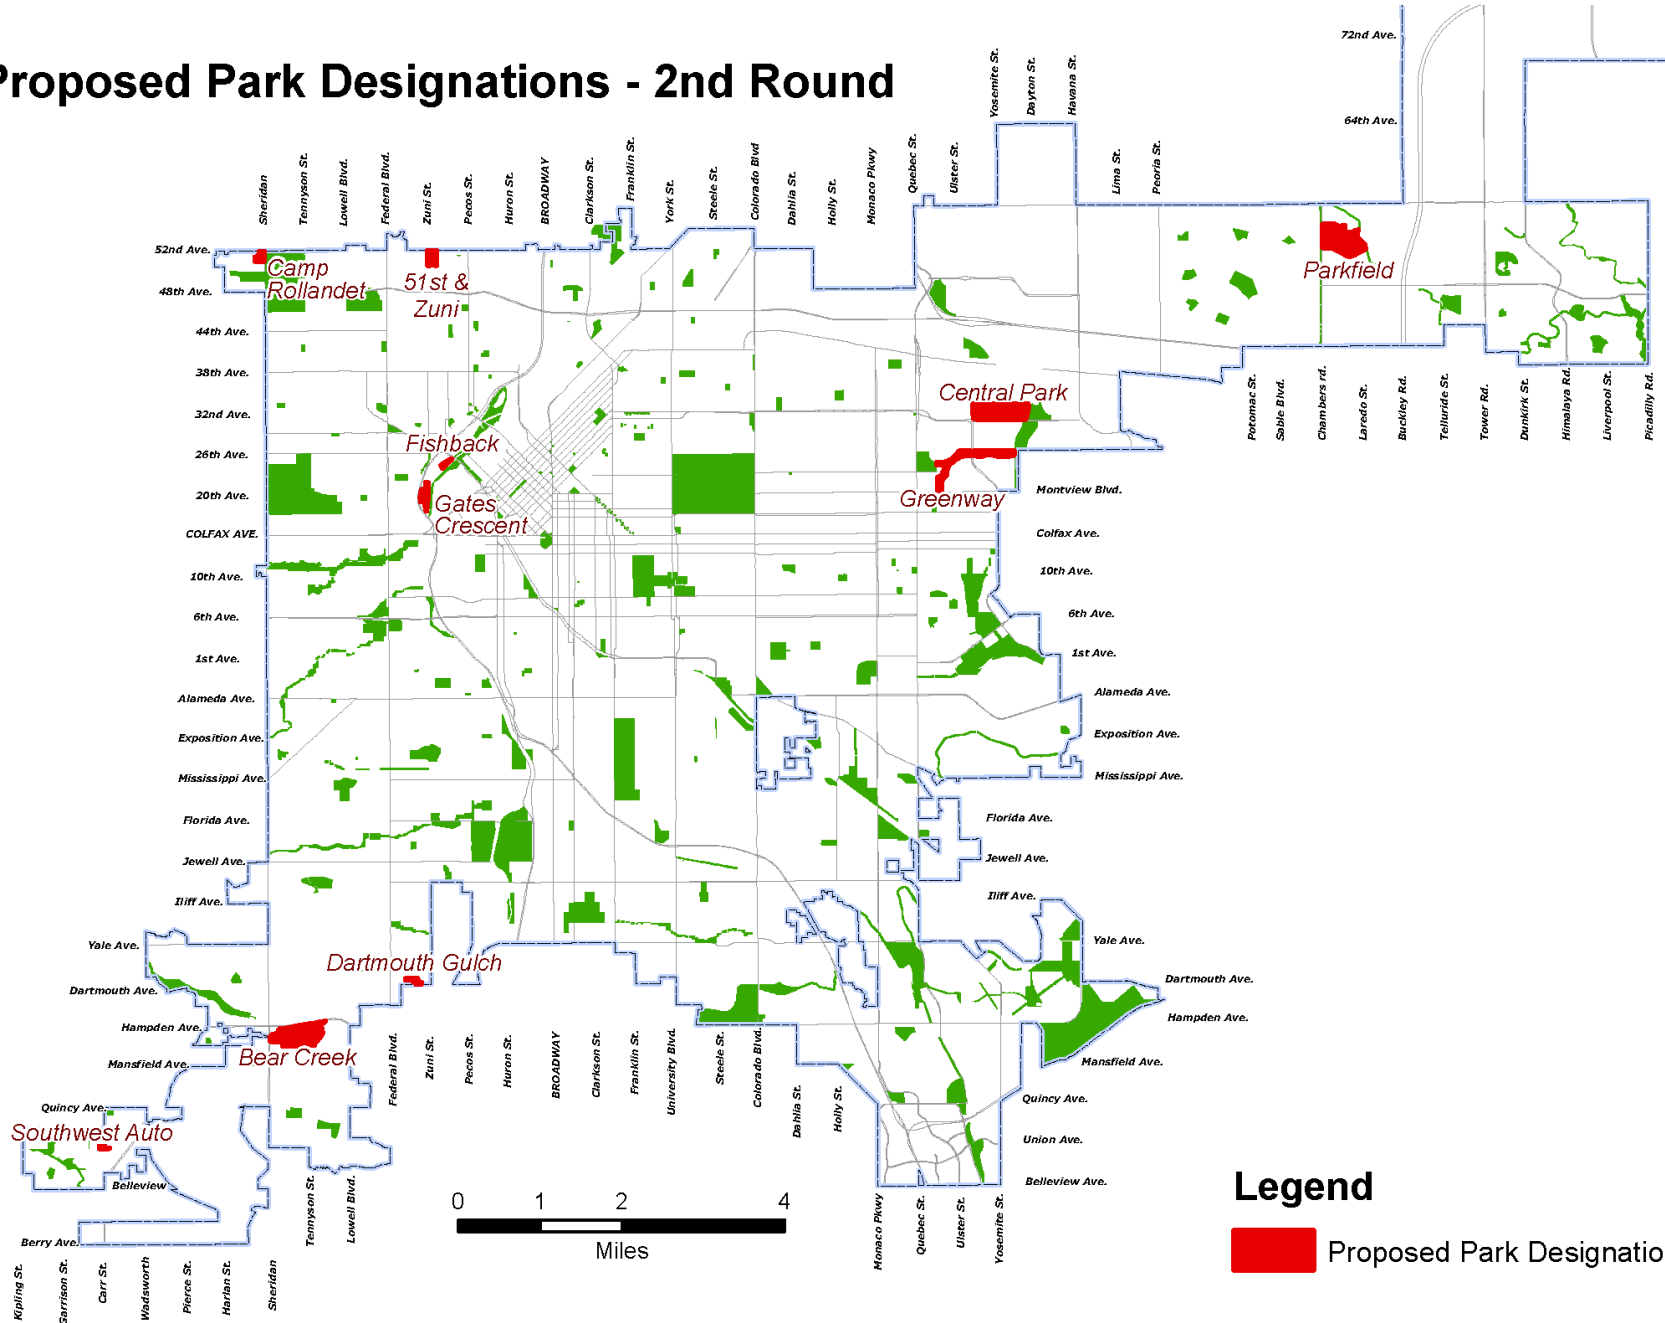 Proposed Park Designations - 2nd Round
72nd Ave.
64th Ave.
Sheridan
Tennyson St.
Lowell Blvd.
Federal Blvd.
Zuni St.
Pecos St.
Huron St.
BROADWAY
Clarkson St.
Franklin St.
York St.
Steele St.
Colorado Blvd
Dahlia St.
Holly St.
Monaco Pkwy
Quebec St.
Ulster St.
Yosemite St.
Dayton St.
Havana St.
Lima St.
Peoria St.
52nd Ave.
48th Ave.
44th Ave.
38th Ave.
32nd Ave.
26th Ave.
20th Ave.
COLFAX AVE.
10th Ave.
6th Ave.
1st Ave.
Alameda Ave.
Exposition Ave.
Mississippi Ave.
Florida Ave.
Jewell Ave.
Iliff Ave.
Yale Ave.
Dartmouth Ave.
Hampden Ave.
Mansfield Ave.
Quincy Ave.
Belleview
Berry Ave.
Camp
Rollandet
51st &
Zuni
Parkfield
Central Park
Fishback
Gates
Crescent
Greenway
Dartmouth Gulch
Bear Creek
Southwest Auto
Potomac St.
Sable Blvd.
Chambers rd.
Laredo St.
Buckley Rd.
Telluride St.
Tower Rd.
Dunkirk St.
Himalaya Rd.
Liverpool St.
Picadilly Rd.
Montview Blvd.
Colfax Ave.
10th Ave.
6th Ave.
1st Ave.
Alameda Ave.
Exposition Ave.
Mississippi Ave.
Florida Ave.
Jewell Ave.
Iliff Ave.
Yale Ave.
Dartmouth Ave.
Hampden Ave.
Mansfield Ave.
Quincy Ave.
Union Ave.
Belleview Ave.
Federal Blvd.
Zuni St.
Pecos St.
Huron St.
BROADWAY
Clarkson St.
Franklin St.
University Blvd.
Steele St.
Colorado Blvd.
Dahlia St.
Holly St.
Monaco Pkwy
Quebec St.
Ulster St.
Yosemite St.
Tennyson St.
Lowell Blvd.
Kipling St.
Garrison St.
Carr St.
Wadsworth
Pierce St.
Harlan St.
Sheridan
0 1 2 4
Miles
Legend
Proposed Park Designatio